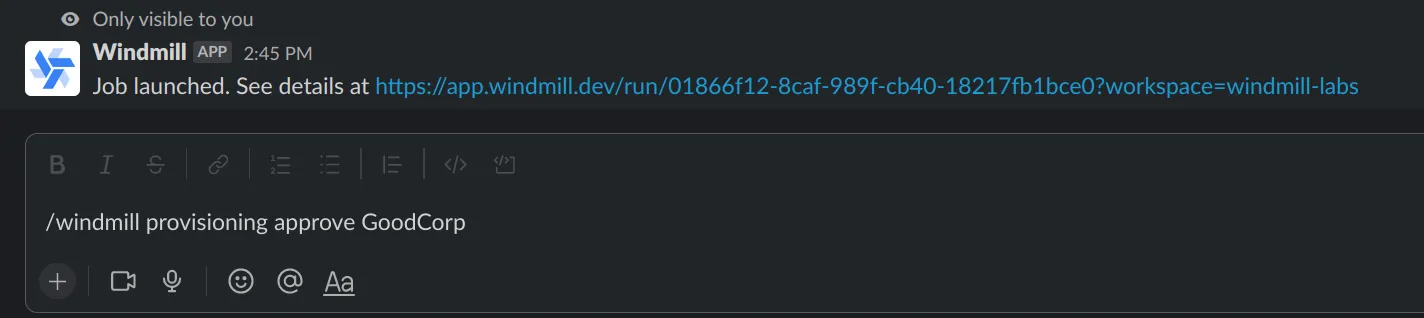 Only visible to you
Windmill APP 2:45 PM
Job launched. See details at https://app.windmill.dev/run/01866f12-8caf-989f-cb40-18217fb1bce0?workspace=windmill-labs
B I S
/windmill provisioning approve GoodCorp
Aa